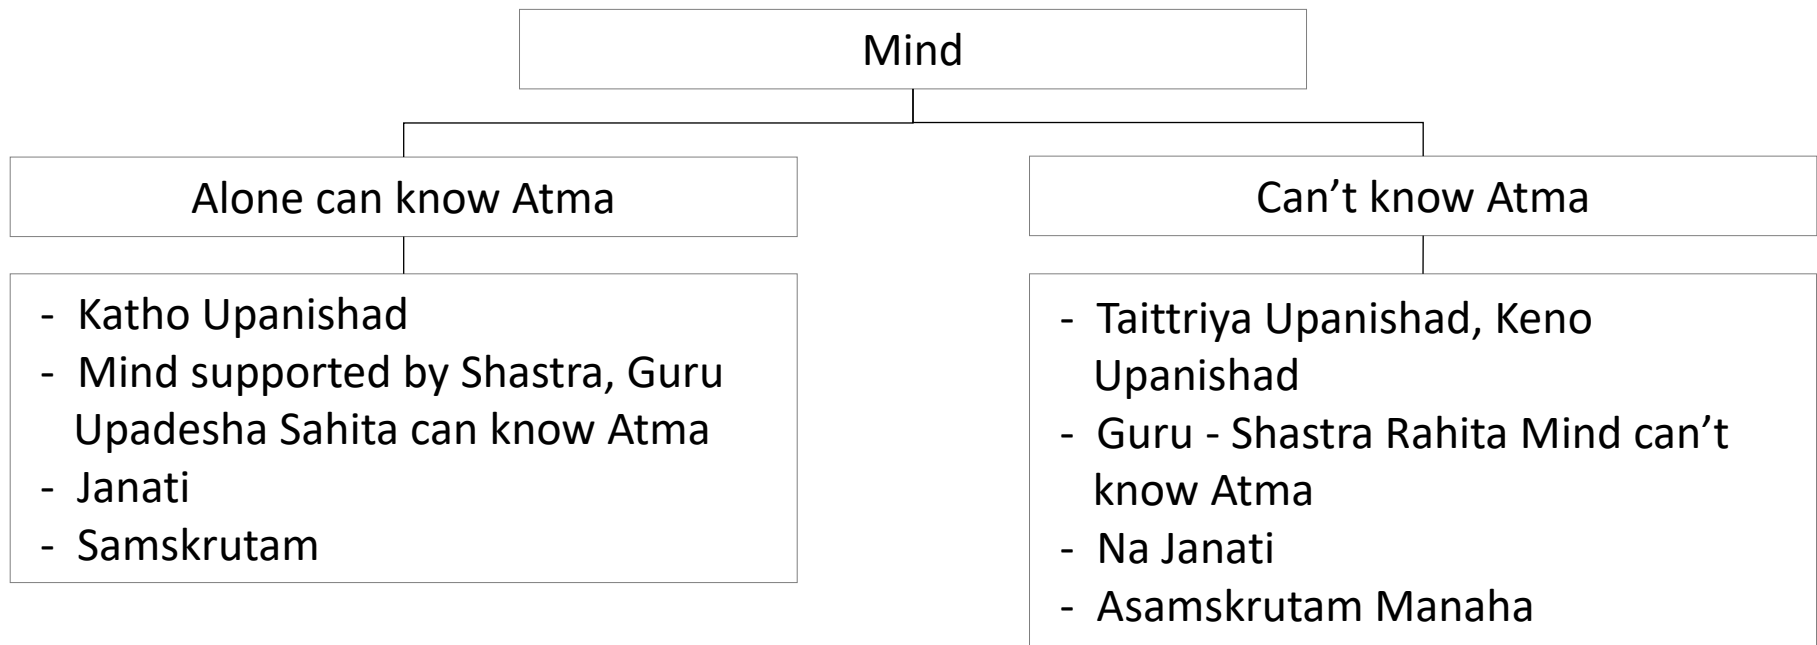 Mind
Alone can know Atma
Can’t know Atma
- Katho Upanishad
- Mind supported by Shastra, Guru
Upadesha Sahita can know Atma
- Janati
- Samskrutam
- Taittriya Upanishad, Keno
Upanishad
- Guru - Shastra Rahita Mind can’t
know Atma
- Na Janati
- Asamskrutam Manaha